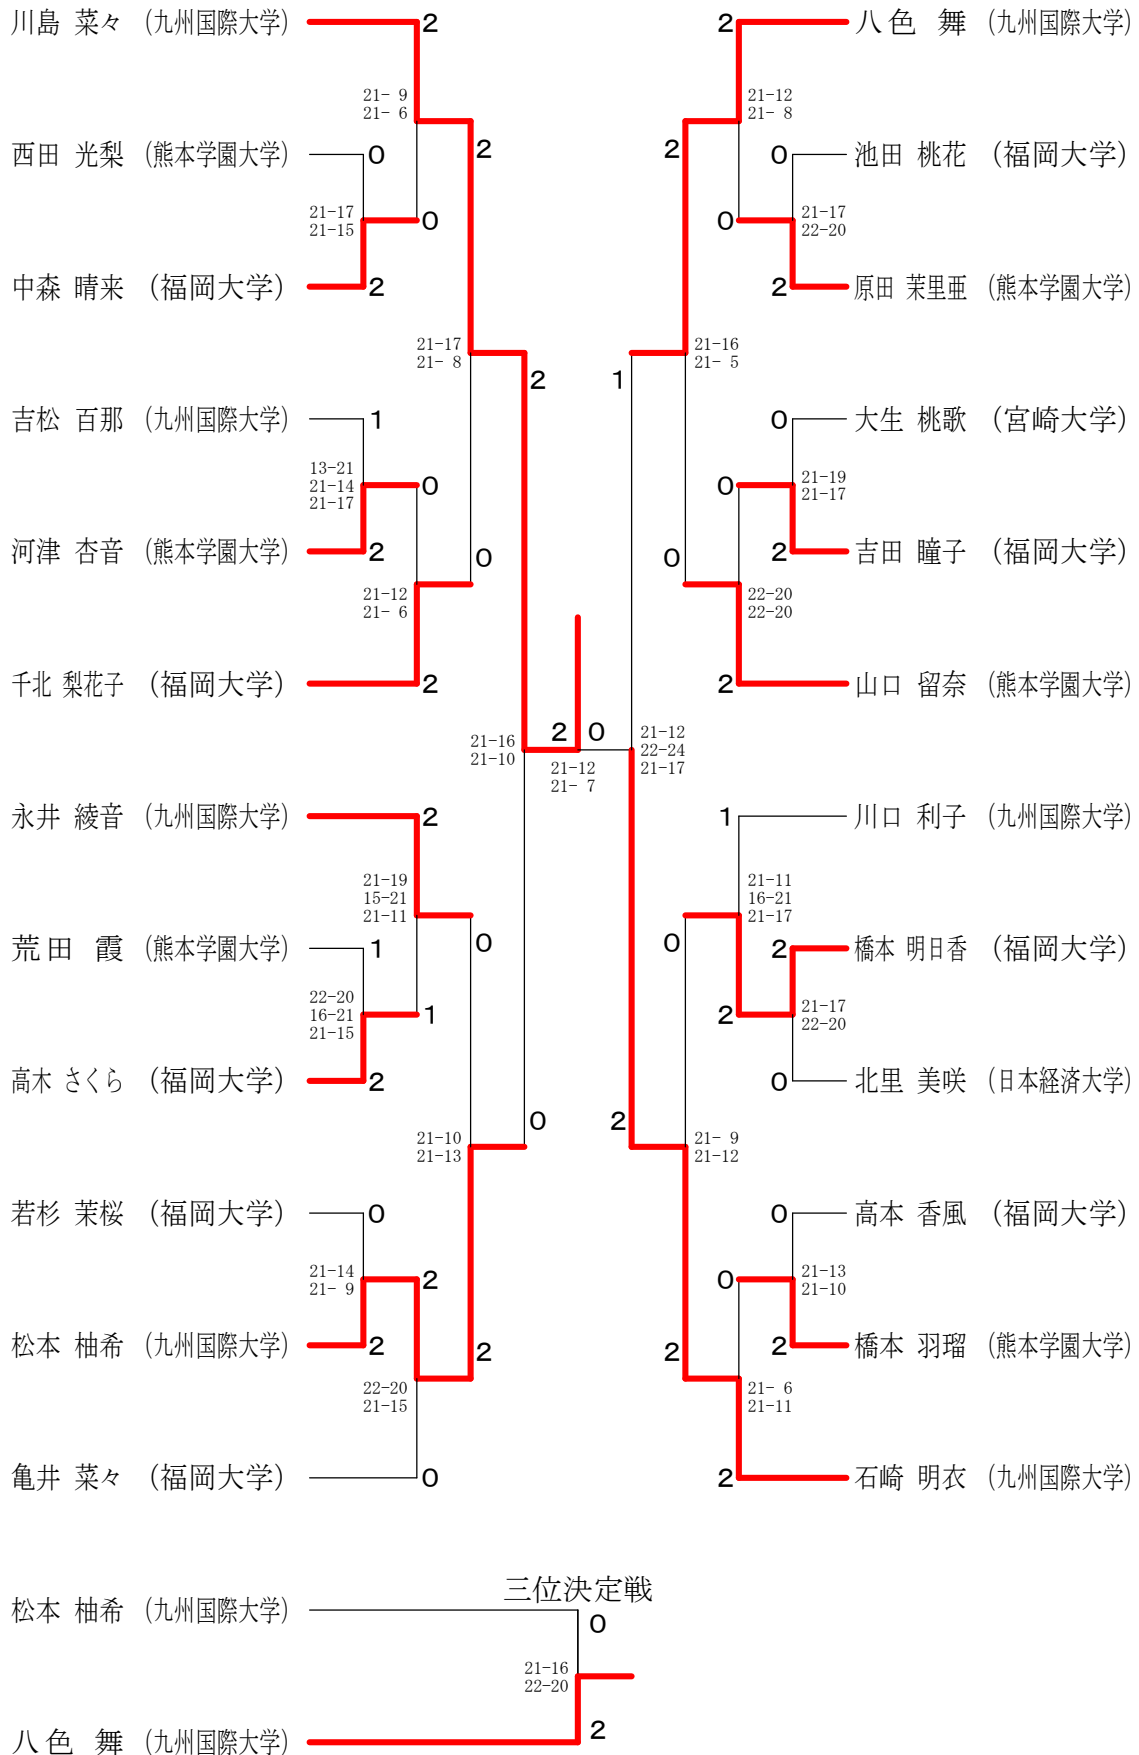 川島 菜々 (九州国際大学) 2
21- 9
21- 6
2
西田 光梨 (熊本学園大学) 0
21-17
21-15
0
中森 晴来 (福岡大学) 2
21-17
21- 8
2
吉松 百那 (九州国際大学) 1
13-21
21-14
21-17
0
河津 杏音 (熊本学園大学) 2
0
21-12
21- 6
千北 梨花子 (福岡大学) 2
21-16
21-10
永井 綾音 (九州国際大学) 2
21-19
15-21
21-11
0
荒田 霞 (熊本学園大学) 1
22-20
16-21
21-15
1
高木 さくら (福岡大学) 2
0
21-10
21-13
若杉 茉桜 (福岡大学) 0
21-14
21- 9
2
松本 柚希 (九州国際大学) 2
2
22-20
21-15
亀井 菜々 (福岡大学) 0
2 0
21-12
21- 7
2 八色 舞 (九州国際大学)
21-12
21- 8
2
0 池田 桃花 (福岡大学)
0
21-17
22-20
2 原田 茉里亜 (熊本学園大学)
21-16
21- 5
1
0 大生 桃歌 (宮崎大学)
0
21-19
21-17
2 吉田 瞳子 (福岡大学)
0
22-20
22-20
2 山口 留奈 (熊本学園大学)
21-12
22-24
21-17
1 川口 利子 (九州国際大学)
21-11
16-21
21-17
0
2 橋本 明日香 (福岡大学)
2
21-17
22-20
0 北里 美咲 (日本経済大学)
2
21- 9
21-12
0 高本 香風 (福岡大学)
0
21-13
21-10
2 橋本 羽瑠 (熊本学園大学)
2
21- 6
21-11
2 石崎 明衣 (九州国際大学)
三位決定戦
松本 柚希 (九州国際大学) 0
21-16
22-20
八色 舞 (九州国際大学) 2